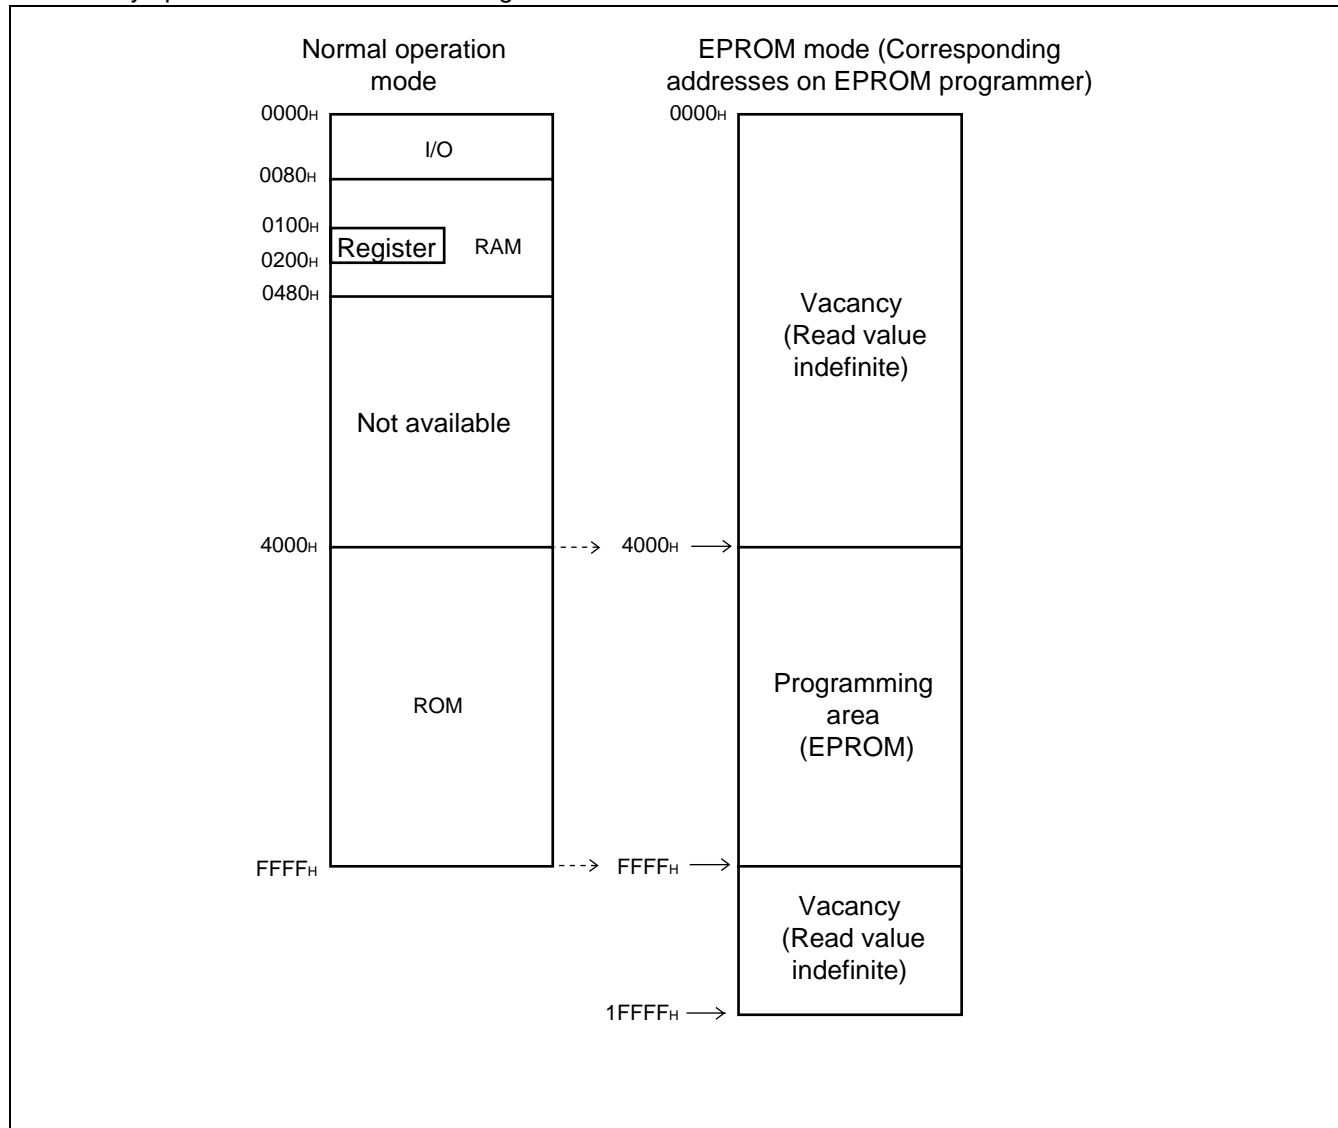 Normal operation
mode
EPROM mode (Corresponding
addresses on EPROM programmer)
0000H
0000H
I/O
0080H
0100H
Register
RAM
0200H
0480H
Vacancy
(Read value
indefinite)
Not available
4000H
4000H
ROM
Programming
area
(EPROM)
FFFFH
FFFFH
Vacancy
(Read value
indefinite)
1FFFFH